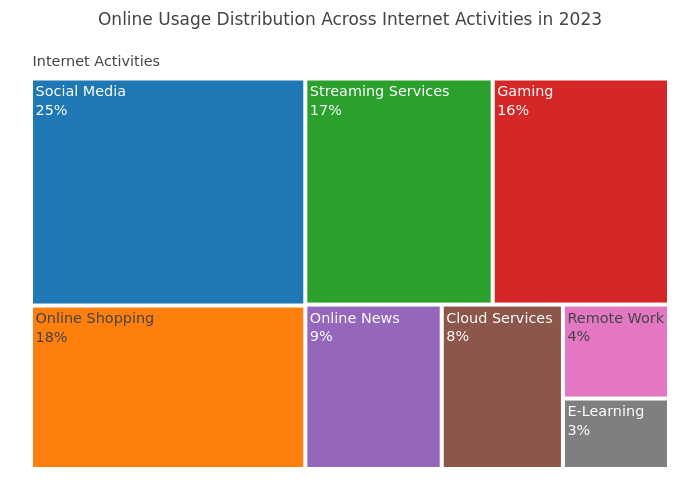 Online Usage Distribution Across Internet Activities in 2023
Internet Activities
Social Media
25%
Streaming Services
17%
Gaming
16%
Online Shopping
18%
Online News
9%
Cloud Services
8%
Remote Work
4%
E-Learning
3%